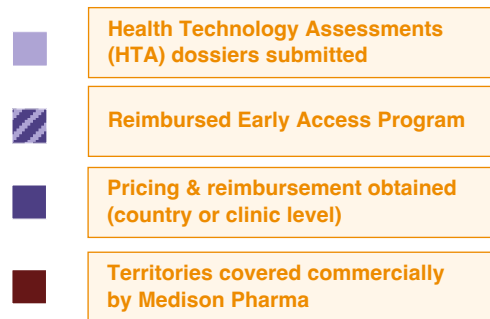 Health Technology Assessments
(HTA) dossiers submitted
Reimbursed Early Access Program
Pricing & reimbursement obtained
(country or clinic level)
Territories covered commercially
by Medison Pharma